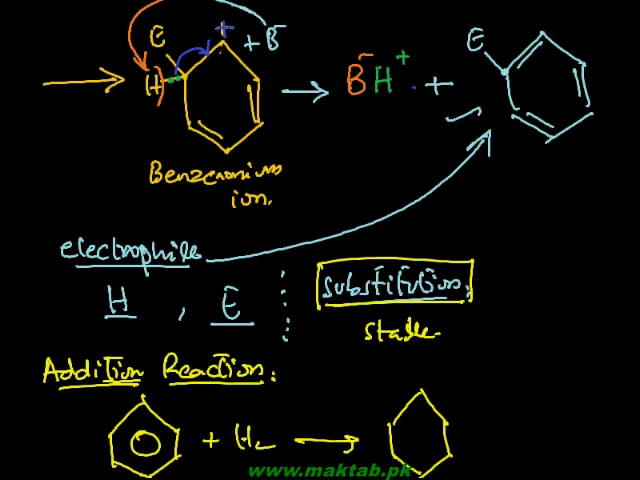 E + + B⁻
H B⁻ H⁺ + E
Benzenonium
ion.
electrophile
H , E substitution.
stable
Addition Reaction:
+ H₂
www.maktab.pk